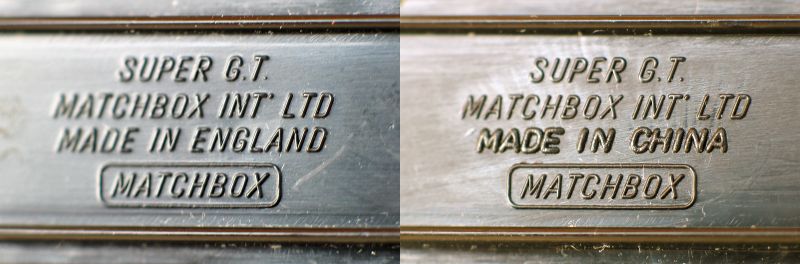 SUPER G.T.
MATCHBOX INT' LTD
MADE IN ENGLAND
MATCHBOX
SUPER G.T.
MATCHBOX INT' LTD
MADE IN CHINA
MATCHBOX